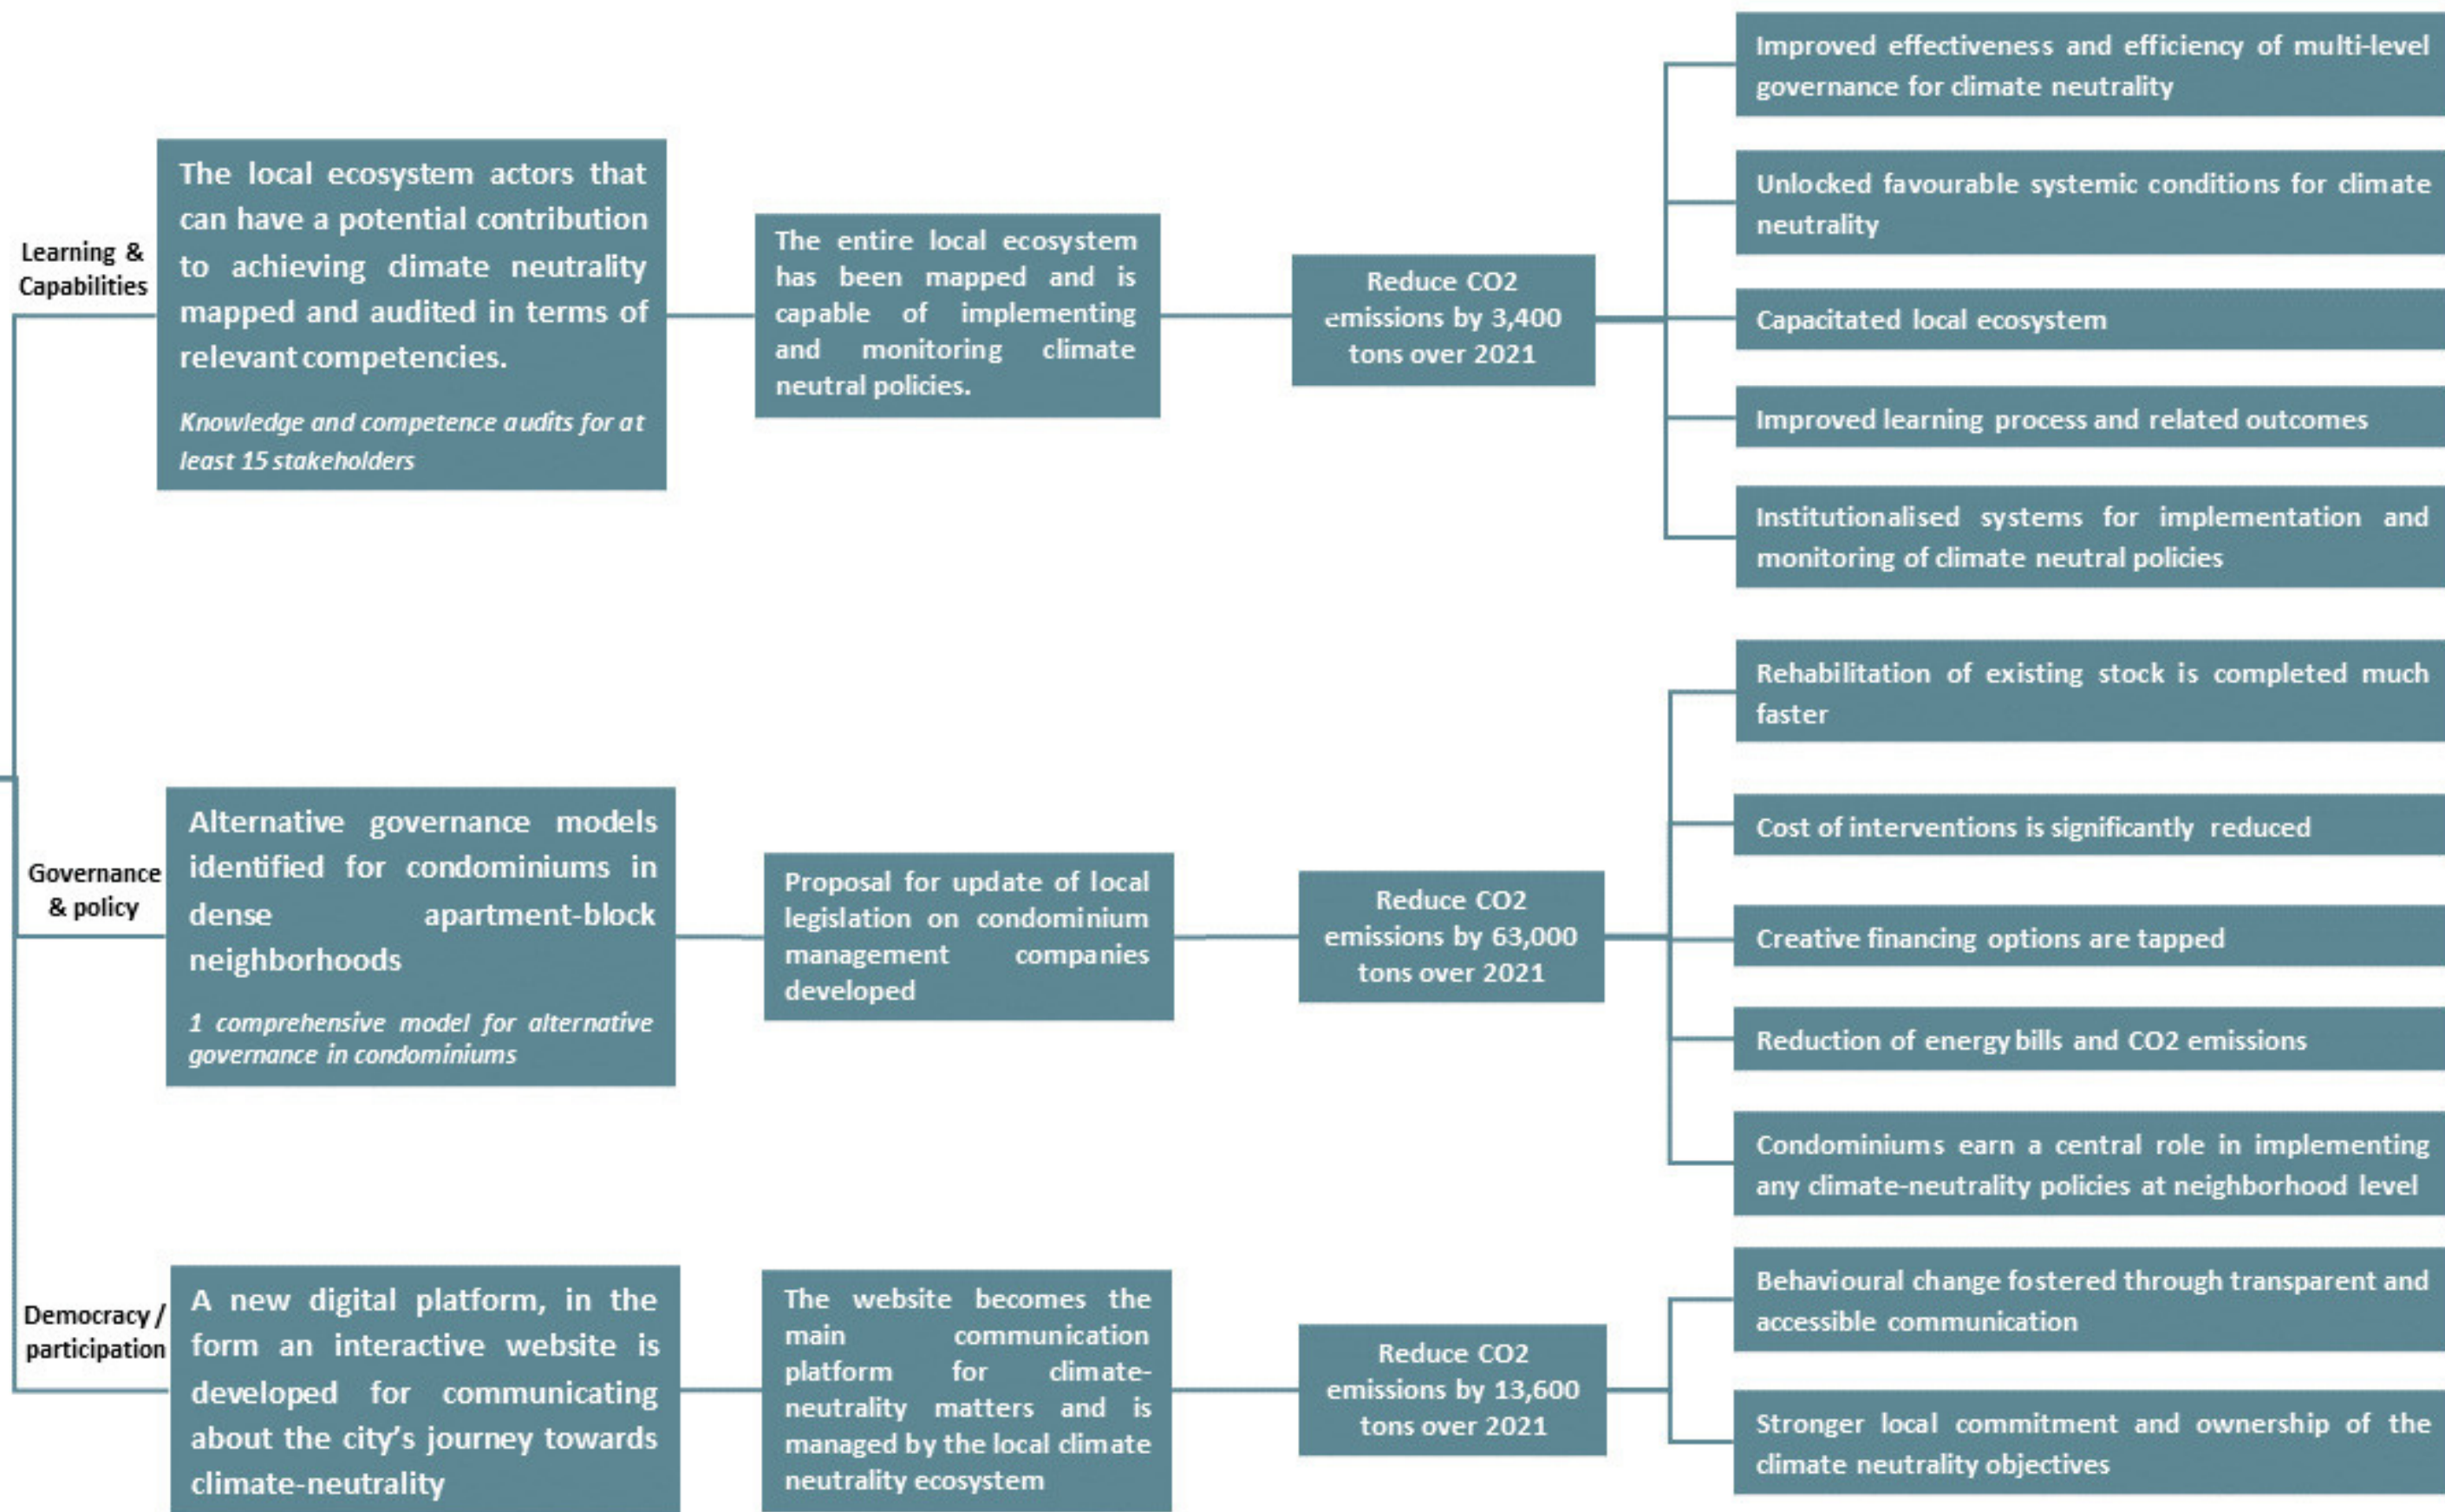 Learning &
Capabilities
The local ecosystem actors that
can have a potential contribution
to achieving climate neutrality
mapped and audited in terms of
relevant competencies.
Knowledge and competence audits for at
least 15 stakeholders
The entire local ecosystem
has been mapped and is
capable of implementing
and monitoring climate
neutral policies.
Reduce CO2
emissions by 3,400
tons over 2021
Improved effectiveness and efficiency of multi-level
governance for climate neutrality
Unlocked favourable systemic conditions for climate
neutrality
Capacitated local ecosystem
Improved learning process and related outcomes
Institutionalised systems for implementation and
monitoring of climate neutral policies
Governance
& policy
Alternative governance models
identified for condominiums in
dense apartment-block
neighborhoods
1 comprehensive model for alternative
governance in condominiums
Proposal for update of local
legislation on condominium
management companies
developed
Reduce CO2
emissions by 63,000
tons over 2021
Rehabilitation of existing stock is completed much
faster
Cost of interventions is significantly reduced
Creative financing options are tapped
Reduction of energy bills and CO2 emissions
Condominiums earn a central role in implementing
any climate-neutrality policies at neighborhood level
Democracy /
participation
A new digital platform, in the
form an interactive website is
developed for communicating
about the city's journey towards
climate-neutrality
The website becomes the
main communication
platform for climate-
neutrality matters and is
managed by the local climate
neutrality ecosystem
Reduce CO2
emissions by 13,600
tons over 2021
Behavioural change fostered through transparent and
accessible communication
Stronger local commitment and ownership of the
climate neutrality objectives